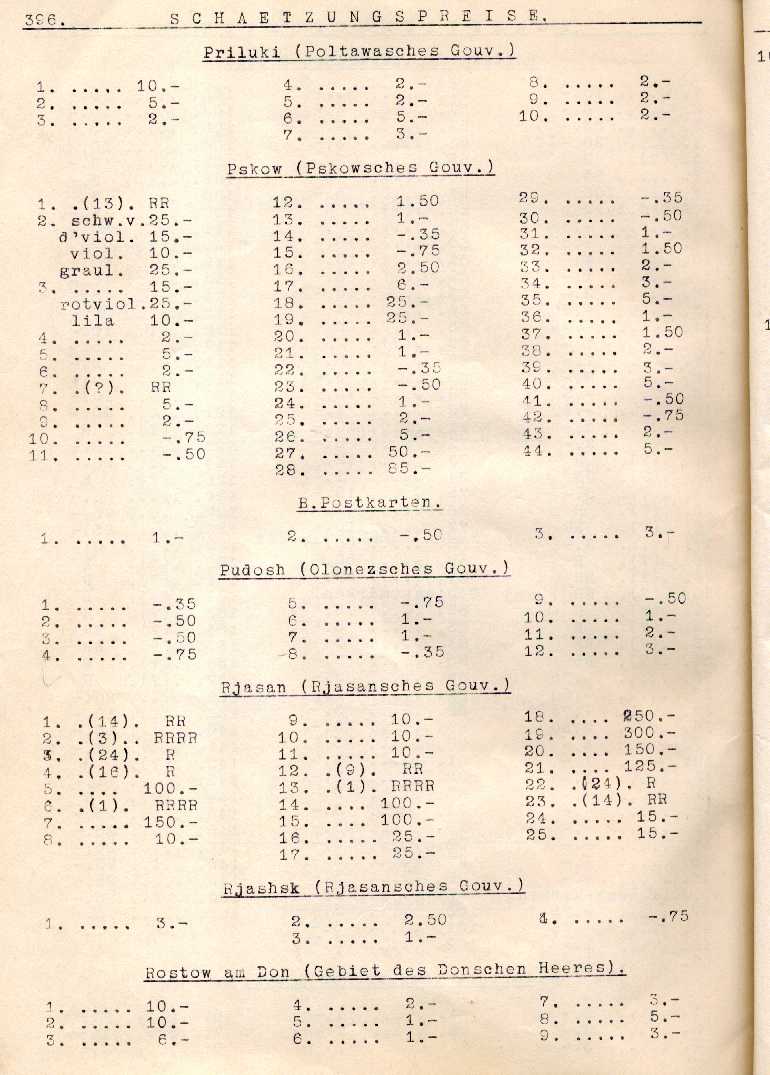 396. SCHAETZUNGSPREISE.
Priluki (Poltawasches Gouv.)
1. ..... 10.- 4. ..... 2.- 8. ..... 2.-
2. ..... 5.- 5. ..... 2.- 9. ..... 2.-
3. ..... 2.- 6. ..... 5.- 10. ..... 2.-
7. ..... 3.-
Pskow (Pskowsches Gouv.)
1. .(13). RR 12. ..... 1.50 29. ..... -.35
2. schw.v.25.- 13. ..... 1.- 30. ..... -.50
d'viol. 15.- 14. ..... -.35 31. ..... 1.-
viol. 10.- 15. ..... -.75 32. ..... 1.50
graul. 25.- 16. ..... 2.50 33. ..... 2.-
3. ..... 15.- 17. ..... 6.- 34. ..... 3.-
rotviol.25.- 18. ..... 25.- 35. ..... 5.-
lila 10.- 19. ..... 25.- 36. ..... 1.-
4. ..... 2.- 20. ..... 1.- 37. ..... 1.50
5. ..... 5.- 21. ..... 1.- 38. ..... 2.-
6. ..... 2.- 22. ..... -.35 39. ..... 3.-
7. .(?). RR 23. ..... -.50 40. ..... 5.-
8. ..... 5.- 24. ..... 1.- 41. ..... -.50
9. ..... 2.- 25. ..... 2.- 42. ..... -.75
10. ..... -.75 26. ..... 5.- 43. ..... 2.-
11. ..... -.50 27. ..... 50.- 44. ..... 5.-
28. ..... 85.-
B.Postkarten.
1. ..... 1.- 2. ..... -.50 3. ..... 3.-
Pudosh (Olonezsches Gouv.)
1. ..... -.35 5. ..... -.75 9. ..... -.50
2. ..... -.50 6. ..... 1.- 10. ..... 1.-
3. ..... -.50 7. ..... 1.- 11. ..... 2.-
4. ..... -.75 8. ..... -.35 12. ..... 3.-
Rjasan (Rjasansches Gouv.)
1. .(14). RR 9. ..... 10.- 18. .... 250.-
2. .(3).. RRRR 10. ..... 10.- 19. .... 300.-
3. .(24). R 11. ..... 10.- 20. .... 150.-
4. .(16). R 12. .(9). RR 21. .... 125.-
5. .... 100.- 13. .(1). RRRR 22. .(24). R
6. .(1). RRRR 14. .... 100.- 23. .(14). RR
7. ..... 150.- 15. .... 100.- 24. ..... 15.-
8. ..... 10.- 16. ..... 25.- 25. ..... 15.-
17. ..... 25.-
Rjashsk (Rjasansches Gouv.)
1. ..... 3.- 2. ..... 2.50 4. ..... -.75
3. ..... 1.-
Rostow am Don (Gebiet des Donschen Heeres).
1. ..... 10.- 4. ..... 2.- 7. ..... 3.-
2. ..... 10.- 5. ..... 1.- 8. ..... 5.-
3. ..... 6.- 6. ..... 1.- 9. ..... 3.-